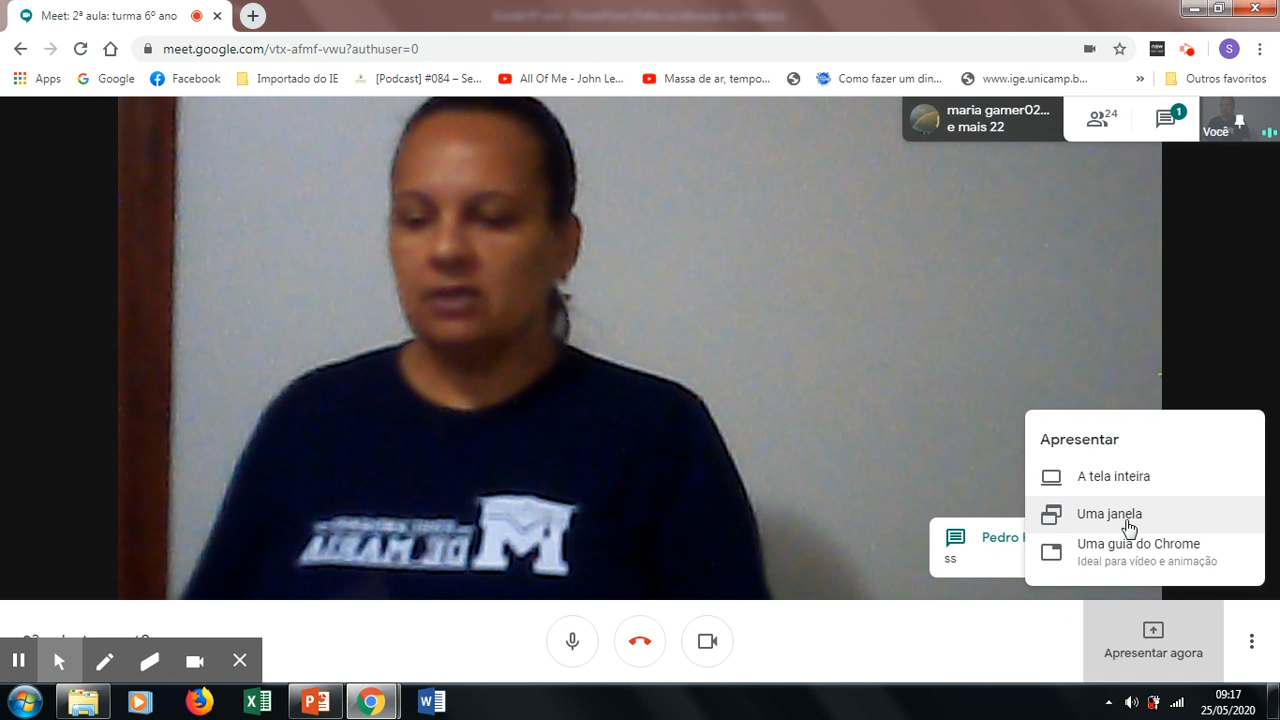 Meet: 2ª aula: turma 6º ano
meet.google.com/vtx-afmf-vwu?authuser=0
Apps
Google
Facebook
Importado do IE
[Podcast] #084 – Se...
All Of Me - John Le...
Massa de ar, tempo...
Como fazer um din...
www.ige.unicamp.b...
»
Outros favoritos
S
maria gamer02...
e mais 22
24
1
Você
Apresentar
A tela inteira
Uma janela
Uma guia do Chrome
Ideal para vídeo e animação
Pedro
ss
Apresentar agora
09:17
25/05/2020